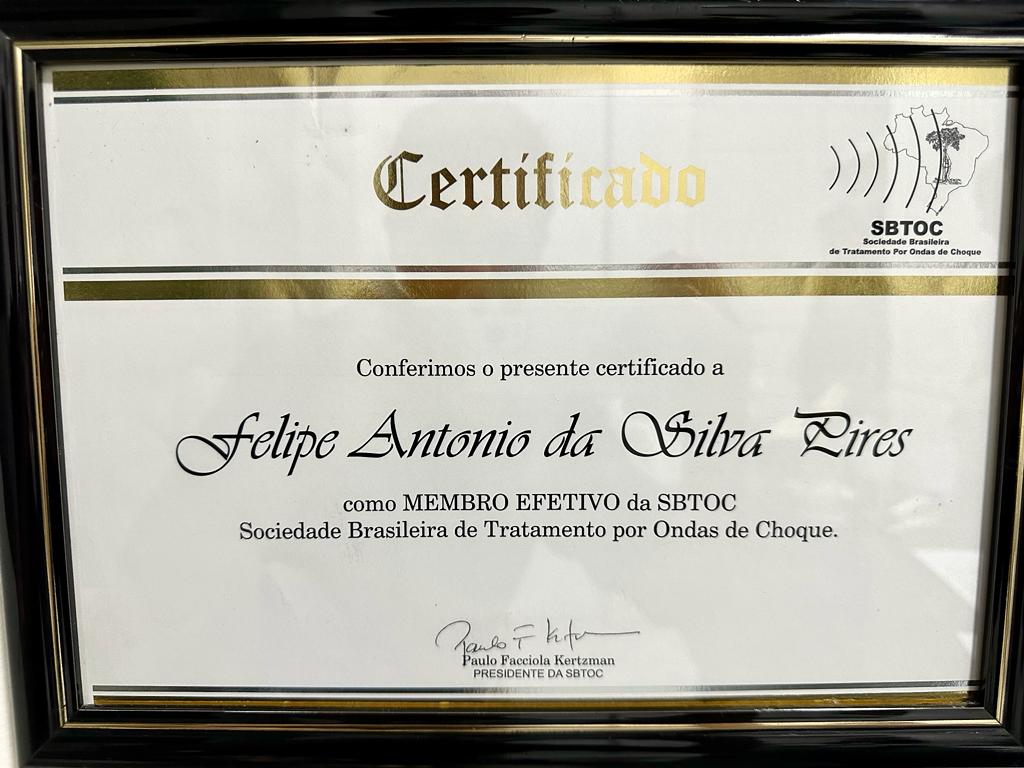 Certificado
SBTOC
Sociedade Brasileira
de Tratamento Por Ondas de Choque
Conferimos o presente certificado a
Felipe Antonio da Silva Pires
como MEMBRO EFETIVO da SBTOC
Sociedade Brasileira de Tratamento por Ondas de Choque.
Paulo Facciola Kertzman
PRESIDENTE DA SBTOC